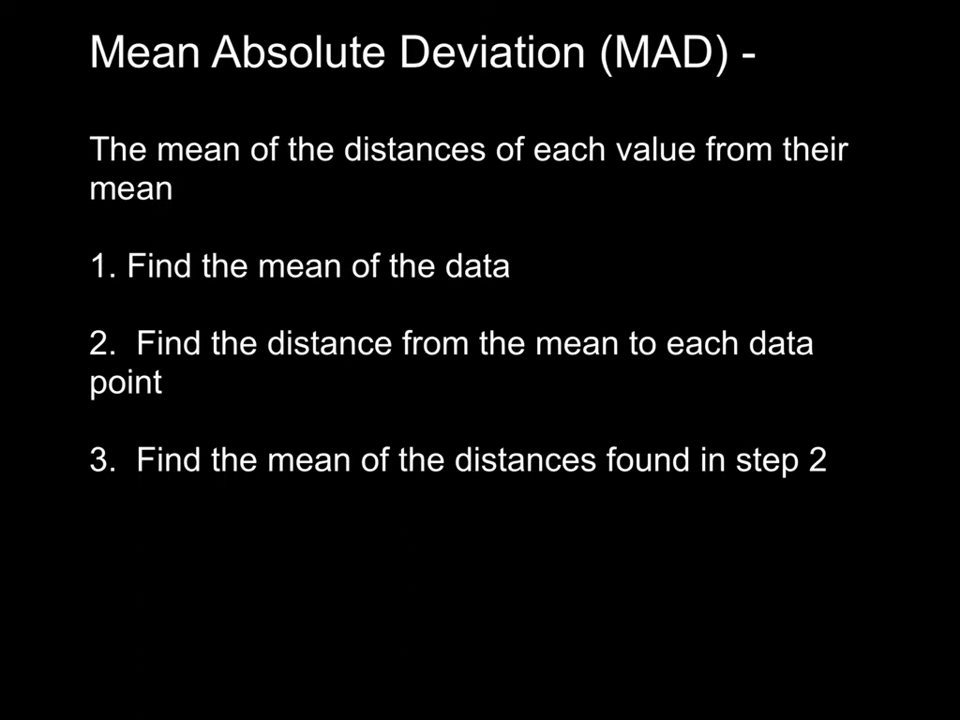 Mean Absolute Deviation (MAD) -
The mean of the distances of each value from their
mean
1. Find the mean of the data
2.  Find the distance from the mean to each data
point
3.  Find the mean of the distances found in step 2